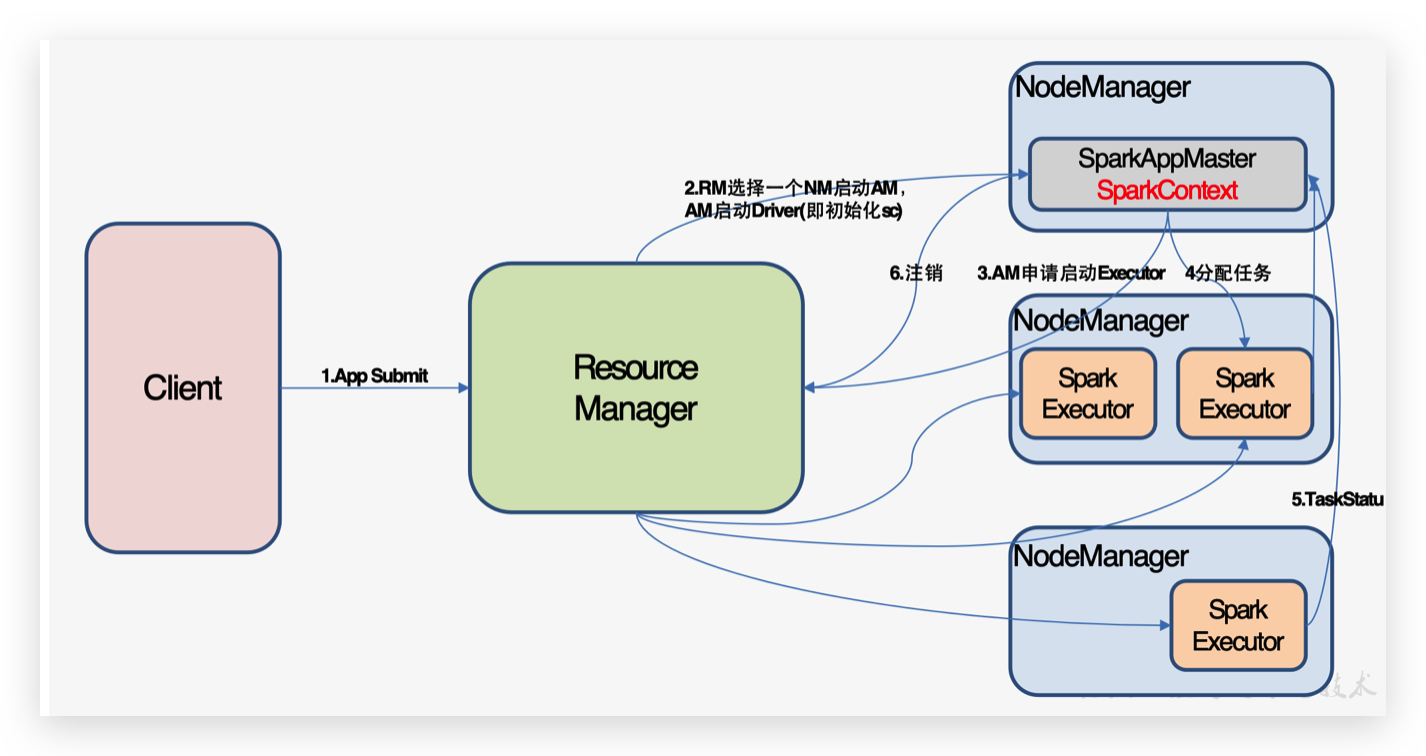 NodeManager
SparkAppMaster
SparkContext
2.RM选择一个NM启动AM，
AM启动Driver(即初始化sc)
6.注销
3.AM申请启动Executor
4分配任务
Client
1.App Submit
Resource
Manager
NodeManager
Spark
Executor
Spark
Executor
5.TaskStatu
NodeManager
Spark
Executor
技术